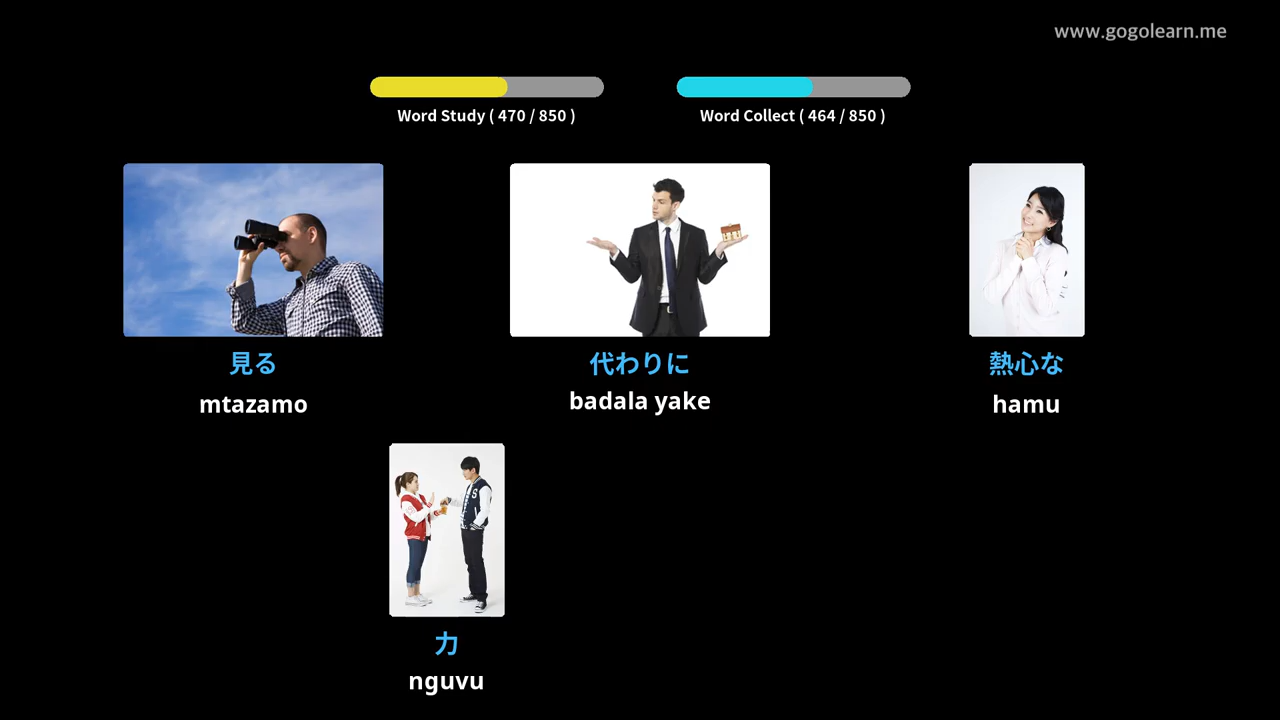 www.gogolearn.me
Word Study ( 470 / 850 )
Word Collect ( 464 / 850 )
見る
mtazamo
代わりに
badala yake
熱心な
hamu
力
nguvu